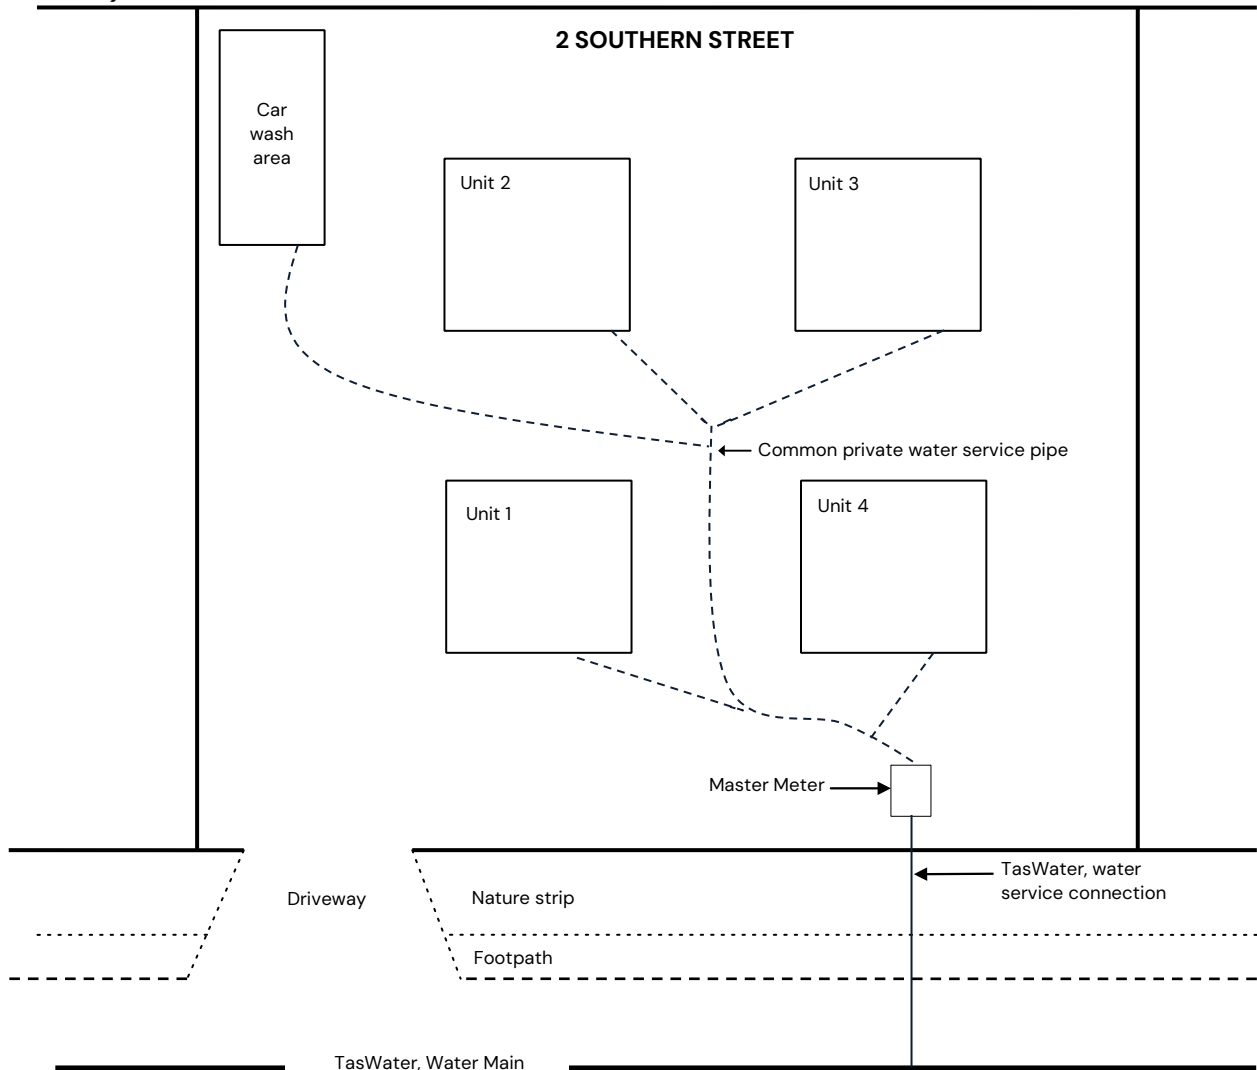 2 SOUTHERN STREET
Car
wash
area
Unit 2
Unit 3
Common private water service pipe
Unit 1
Unit 4
Master Meter
TasWater, water
service connection
Driveway
Nature strip
Footpath
TasWater, Water Main